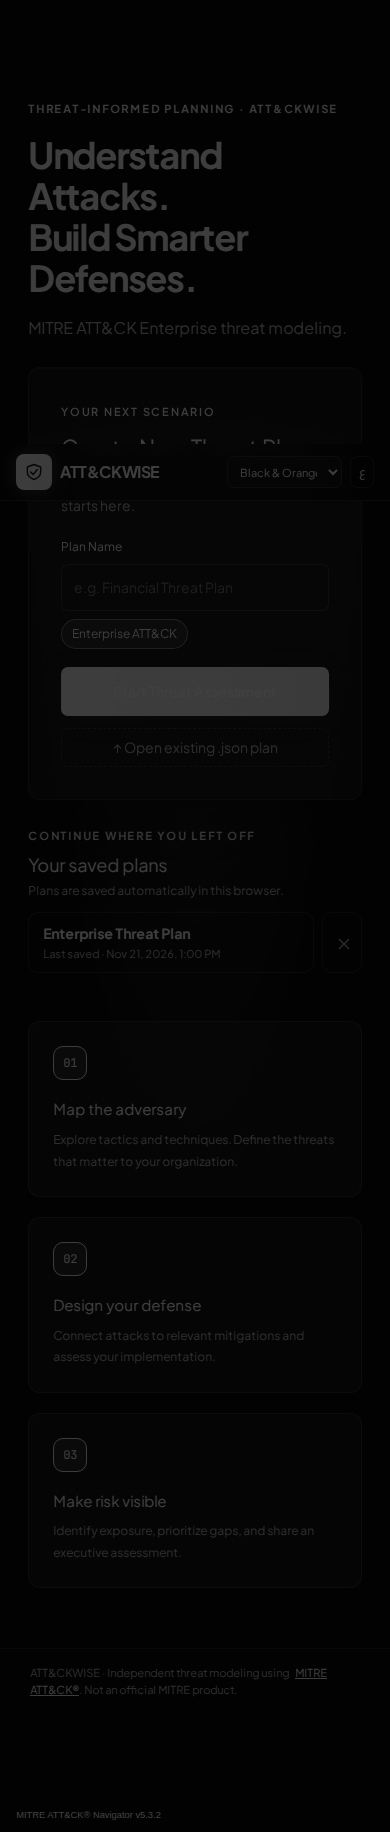 THREAT-INFORMED PLANNING · ATT&CKWISE
Understand
Attacks.
Build Smarter
Defenses.
MITRE ATT&CK Enterprise threat modeling.
YOUR NEXT SCENARIO
ATT&CKWISE
Black & Orange
ع
starts here.
Plan Name
e.g. Financial Threat Plan
Enterprise ATT&CK
↑ Open existing .json plan
CONTINUE WHERE YOU LEFT OFF
Your saved plans
Plans are saved automatically in this browser.
Enterprise Threat Plan
Last saved · Nov 21, 2026, 1:00 PM
01
Map the adversary
Explore tactics and techniques. Define the threats
that matter to your organization.
02
Design your defense
Connect attacks to relevant mitigations and
assess your implementation.
03
Make risk visible
Identify exposure, prioritize gaps, and share an
executive assessment.
ATT&CKWISE · Independent threat modeling using MITRE
ATT&CK®. Not an official MITRE product.
MITRE ATT&CK® Navigator v5.3.2